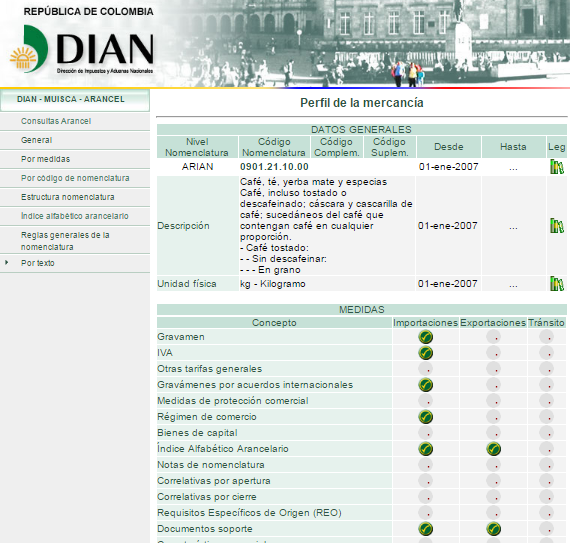 REPÚBLICA DE COLOMBIA
DIAN
Dirección de Impuestos y Aduanas Nacionales
DIAN - MUISCA - ARANCEL
Consultas Arancel
General
Por medidas
Por código de nomenclatura
Estructura nomenclatura
Índice alfabético arancelario
Reglas generales de la
nomenclatura
Por texto
Perfil de la mercancía
DATOS GENERALES
Nivel Nomenclatura Código Nomenclatura Código Complem. Código Suplem. Desde Hasta Leg
ARIAN 0901.21.10.00 01-ene-2007 ...
Descripción
Café, té, yerba mate y especias
Café, incluso tostado o
descafeinado; cáscara y cascarilla de
café; sucedáneos del café que
contengan café en cualquier
proporción.
- Café tostado:
- - Sin descafeinar:
- - - En grano
01-ene-2007 ...
Unidad física kg - Kilogramo 01-ene-2007 ...
MEDIDAS
Concepto Importaciones Exportaciones Tránsito
Gravamen
IVA
Otras tarifas generales
Gravámenes por acuerdos internacionales
Medidas de protección comercial
Régimen de comercio
Bienes de capital
Índice Alfabético Arancelario
Notas de nomenclatura
Correlativas por apertura
Correlativas por cierre
Requisitos Específicos de Origen (REO)
Documentos soporte